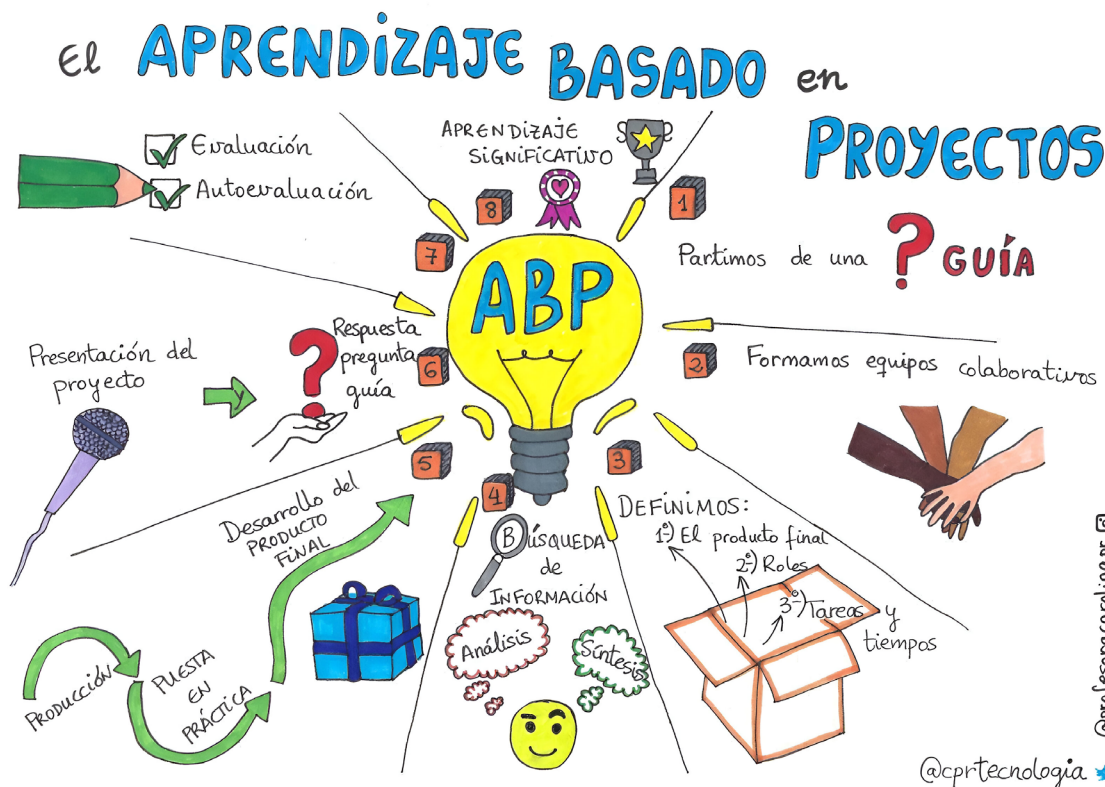 El APRENDIZAJE BASADO en
PROYECTOS
Evaluación
Autoevaluación
APRENDIZAJE
SIGNIFICATIVO
8
1
7
ABP
Partimos de una ? GUÍA
2
Formamos equipos colaborativos
3
DEFINIMOS:
1º) El producto final
2º) Roles
3º) Tareas y
tiempos
4
BÚSQUEDA
de
INFORMACIÓN
Análisis
Síntesis
5
Desarrollo del
PRODUCTO
FINAL
PRODUCCIÓN
PUESTA
EN
PRÁCTICA
6
Presentación del
proyecto
?
Respuesta
pregunta
guía
@cprtecnologia